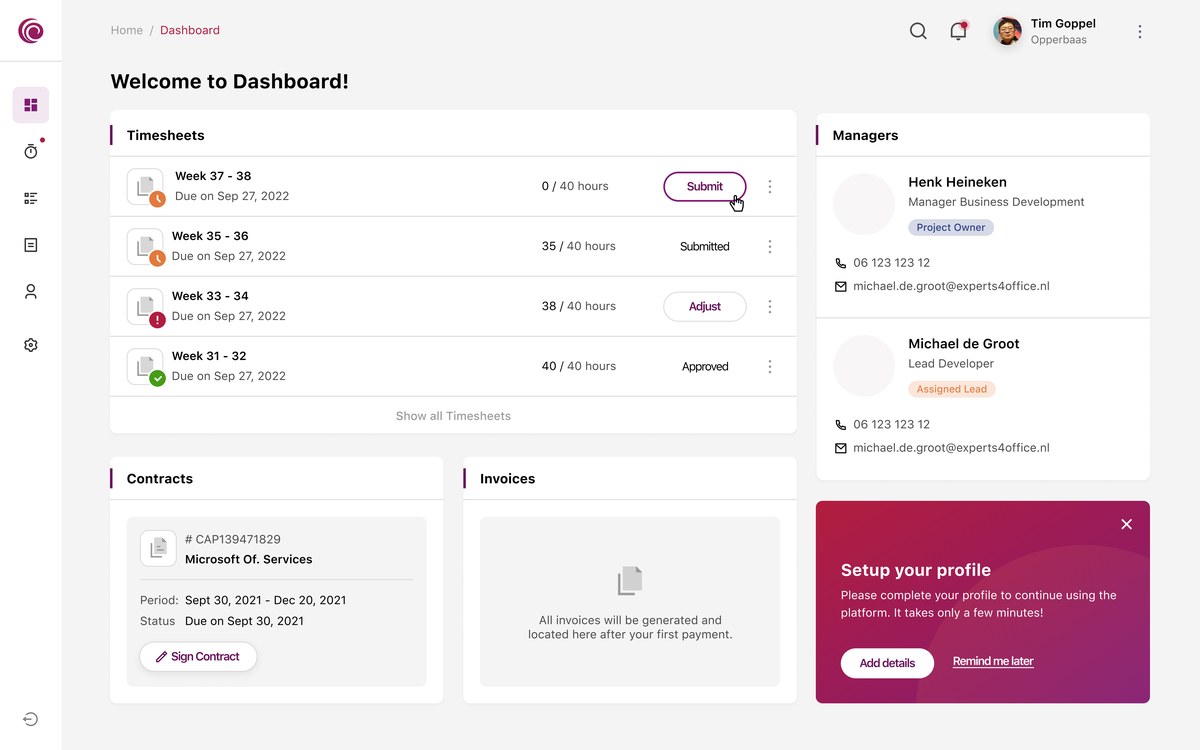 Home / Dashboard
Tim Goppel
Opperbaas
Welcome to Dashboard!
Timesheets
Week 37 - 38
Due on Sep 27, 2022
0 / 40 hours
Submit
Week 35 - 36
Due on Sep 27, 2022
35 / 40 hours
Submitted
Week 33 - 34
Due on Sep 27, 2022
38 / 40 hours
Adjust
Week 31 - 32
Due on Sep 27, 2022
40 / 40 hours
Approved
Show all Timesheets
Managers
Henk Heineken
Manager Business Development
Project Owner
06 123 123 12
michael.de.groot@experts4office.nl
Michael de Groot
Lead Developer
Assigned Lead
06 123 123 12
michael.de.groot@experts4office.nl
Contracts
# CAP139471829
Microsoft Of. Services
Period: Sept 30, 2021 - Dec 20, 2021
Status Due on Sept 30, 2021
Sign Contract
Invoices
All invoices will be generated and
located here after your first payment.
Setup your profile
Please complete your profile to continue using the
platform. It takes only a few minutes!
Add details
Remind me later